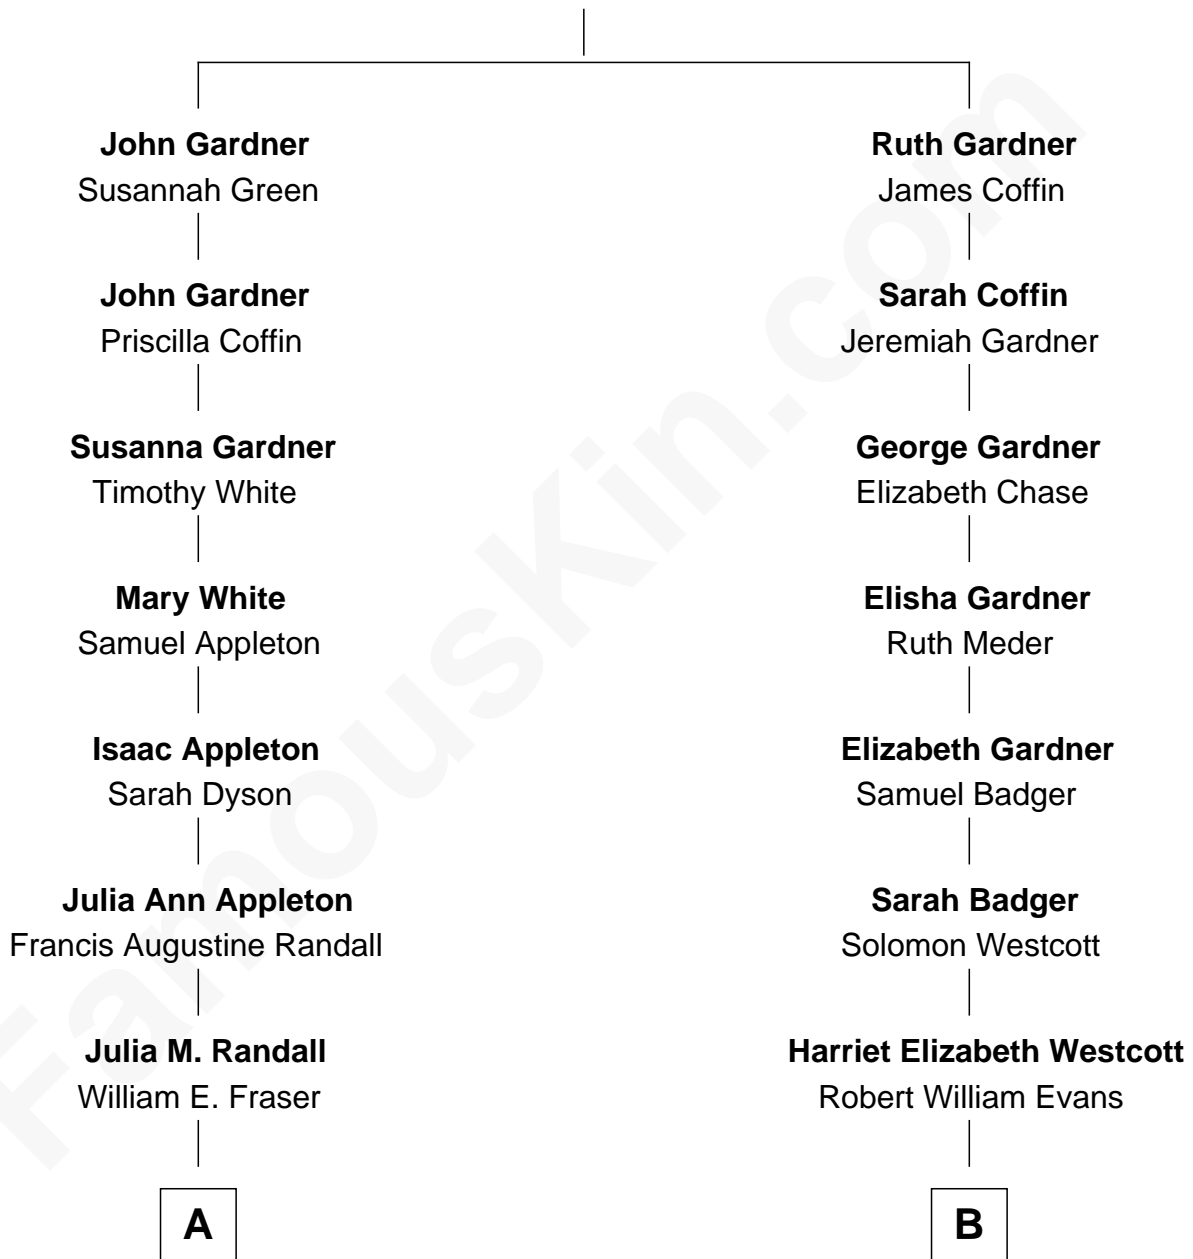 John Gardner
Susannah Green
Ruth Gardner
James Coffin
John Gardner
Priscilla Coffin
Sarah Coffin
Jeremiah Gardner
Susanna Gardner
Timothy White
George Gardner
Elizabeth Chase
Mary White
Samuel Appleton
Elisha Gardner
Ruth Meder
Isaac Appleton
Sarah Dyson
Elizabeth Gardner
Samuel Badger
Julia Ann Appleton
Francis Augustine Randall
Sarah Badger
Solomon Westcott
Julia M. Randall
William E. Fraser
Harriet Elizabeth Westcott
Robert William Evans
A
B
FamousKin.com